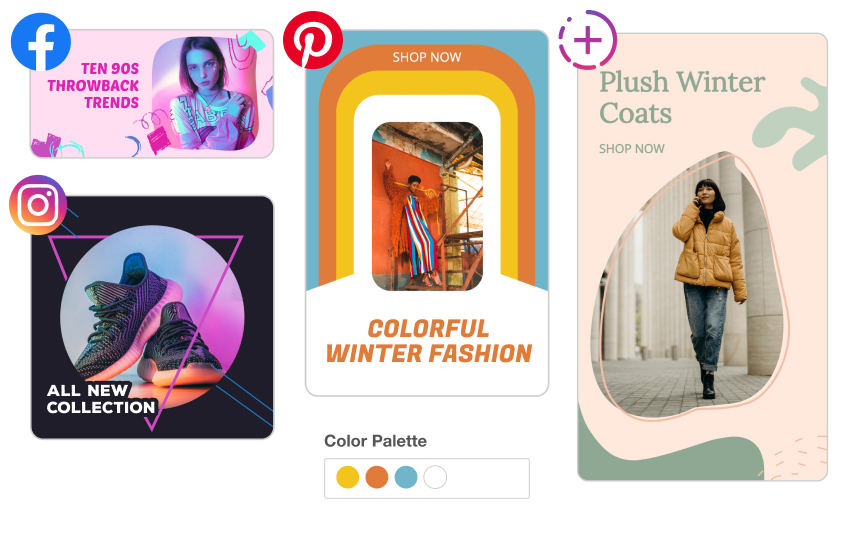 TEN 90S
THROWBACK
TRENDS
ALL NEW
COLLECTION
SHOP NOW
COLORFUL
WINTER FASHION
Color Palette
Plush Winter
Coats
SHOP NOW